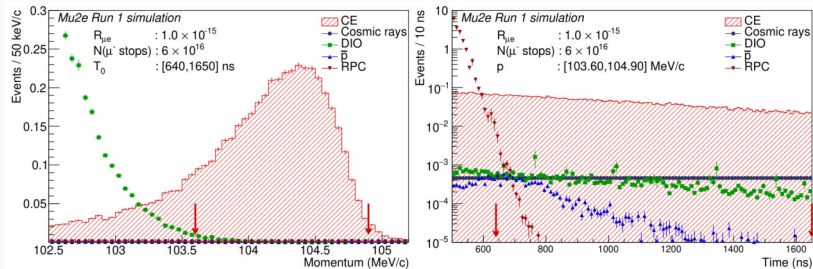 Mu2e Run 1 simulation
R_μe : 1.0 × 10⁻¹⁵
N(μ⁻ stops) : 6 × 10¹⁶
T₀ : [640,1650] ns
CE
Cosmic rays
DIO
p̅
RPC
Events / 50 keV/c
0.3
0.25
0.2
0.15
0.1
0.05
102.5
103
103.5
104
104.5
105
Momentum (MeV/c)
Mu2e Run 1 simulation
R_μe : 1.0 × 10⁻¹⁵
N(μ⁻ stops) : 6 × 10¹⁶
p : [103.60,104.90] MeV/c
CE
Cosmic rays
DIO
p̅
RPC
Events / 10 ns
1
10⁻¹
10⁻²
10⁻³
10⁻⁴
10⁻⁵
600
800
1000
1200
1400
1600
Time (ns)